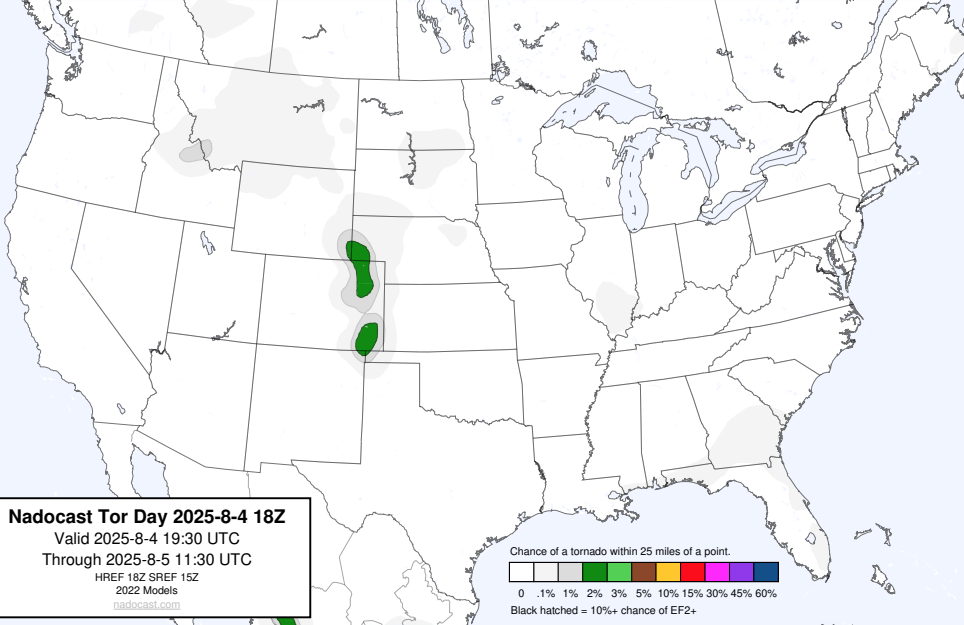 Nadocast Tor Day 2025-8-4 18Z
Valid 2025-8-4 19:30 UTC
Through 2025-8-5 11:30 UTC
HREF 18Z SREF 15Z
2022 Models
nadocast.com
Chance of a tornado within 25 miles of a point.
0 .1% 1% 2% 3% 5% 10% 15% 30% 45% 60%
Black hatched = 10%+ chance of EF2+